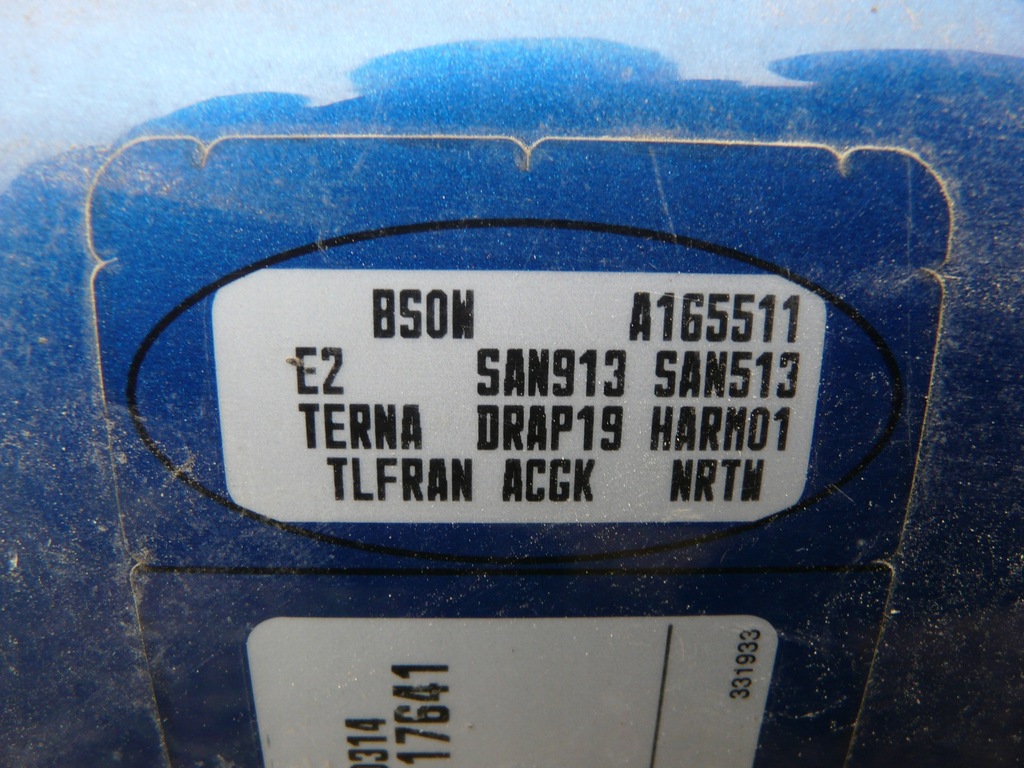 BSON A165511
E2 SAN913 SAN513
TERNA DRAP19 HARM01
TLFRAN ACGK NRTW
0314
17641
331933